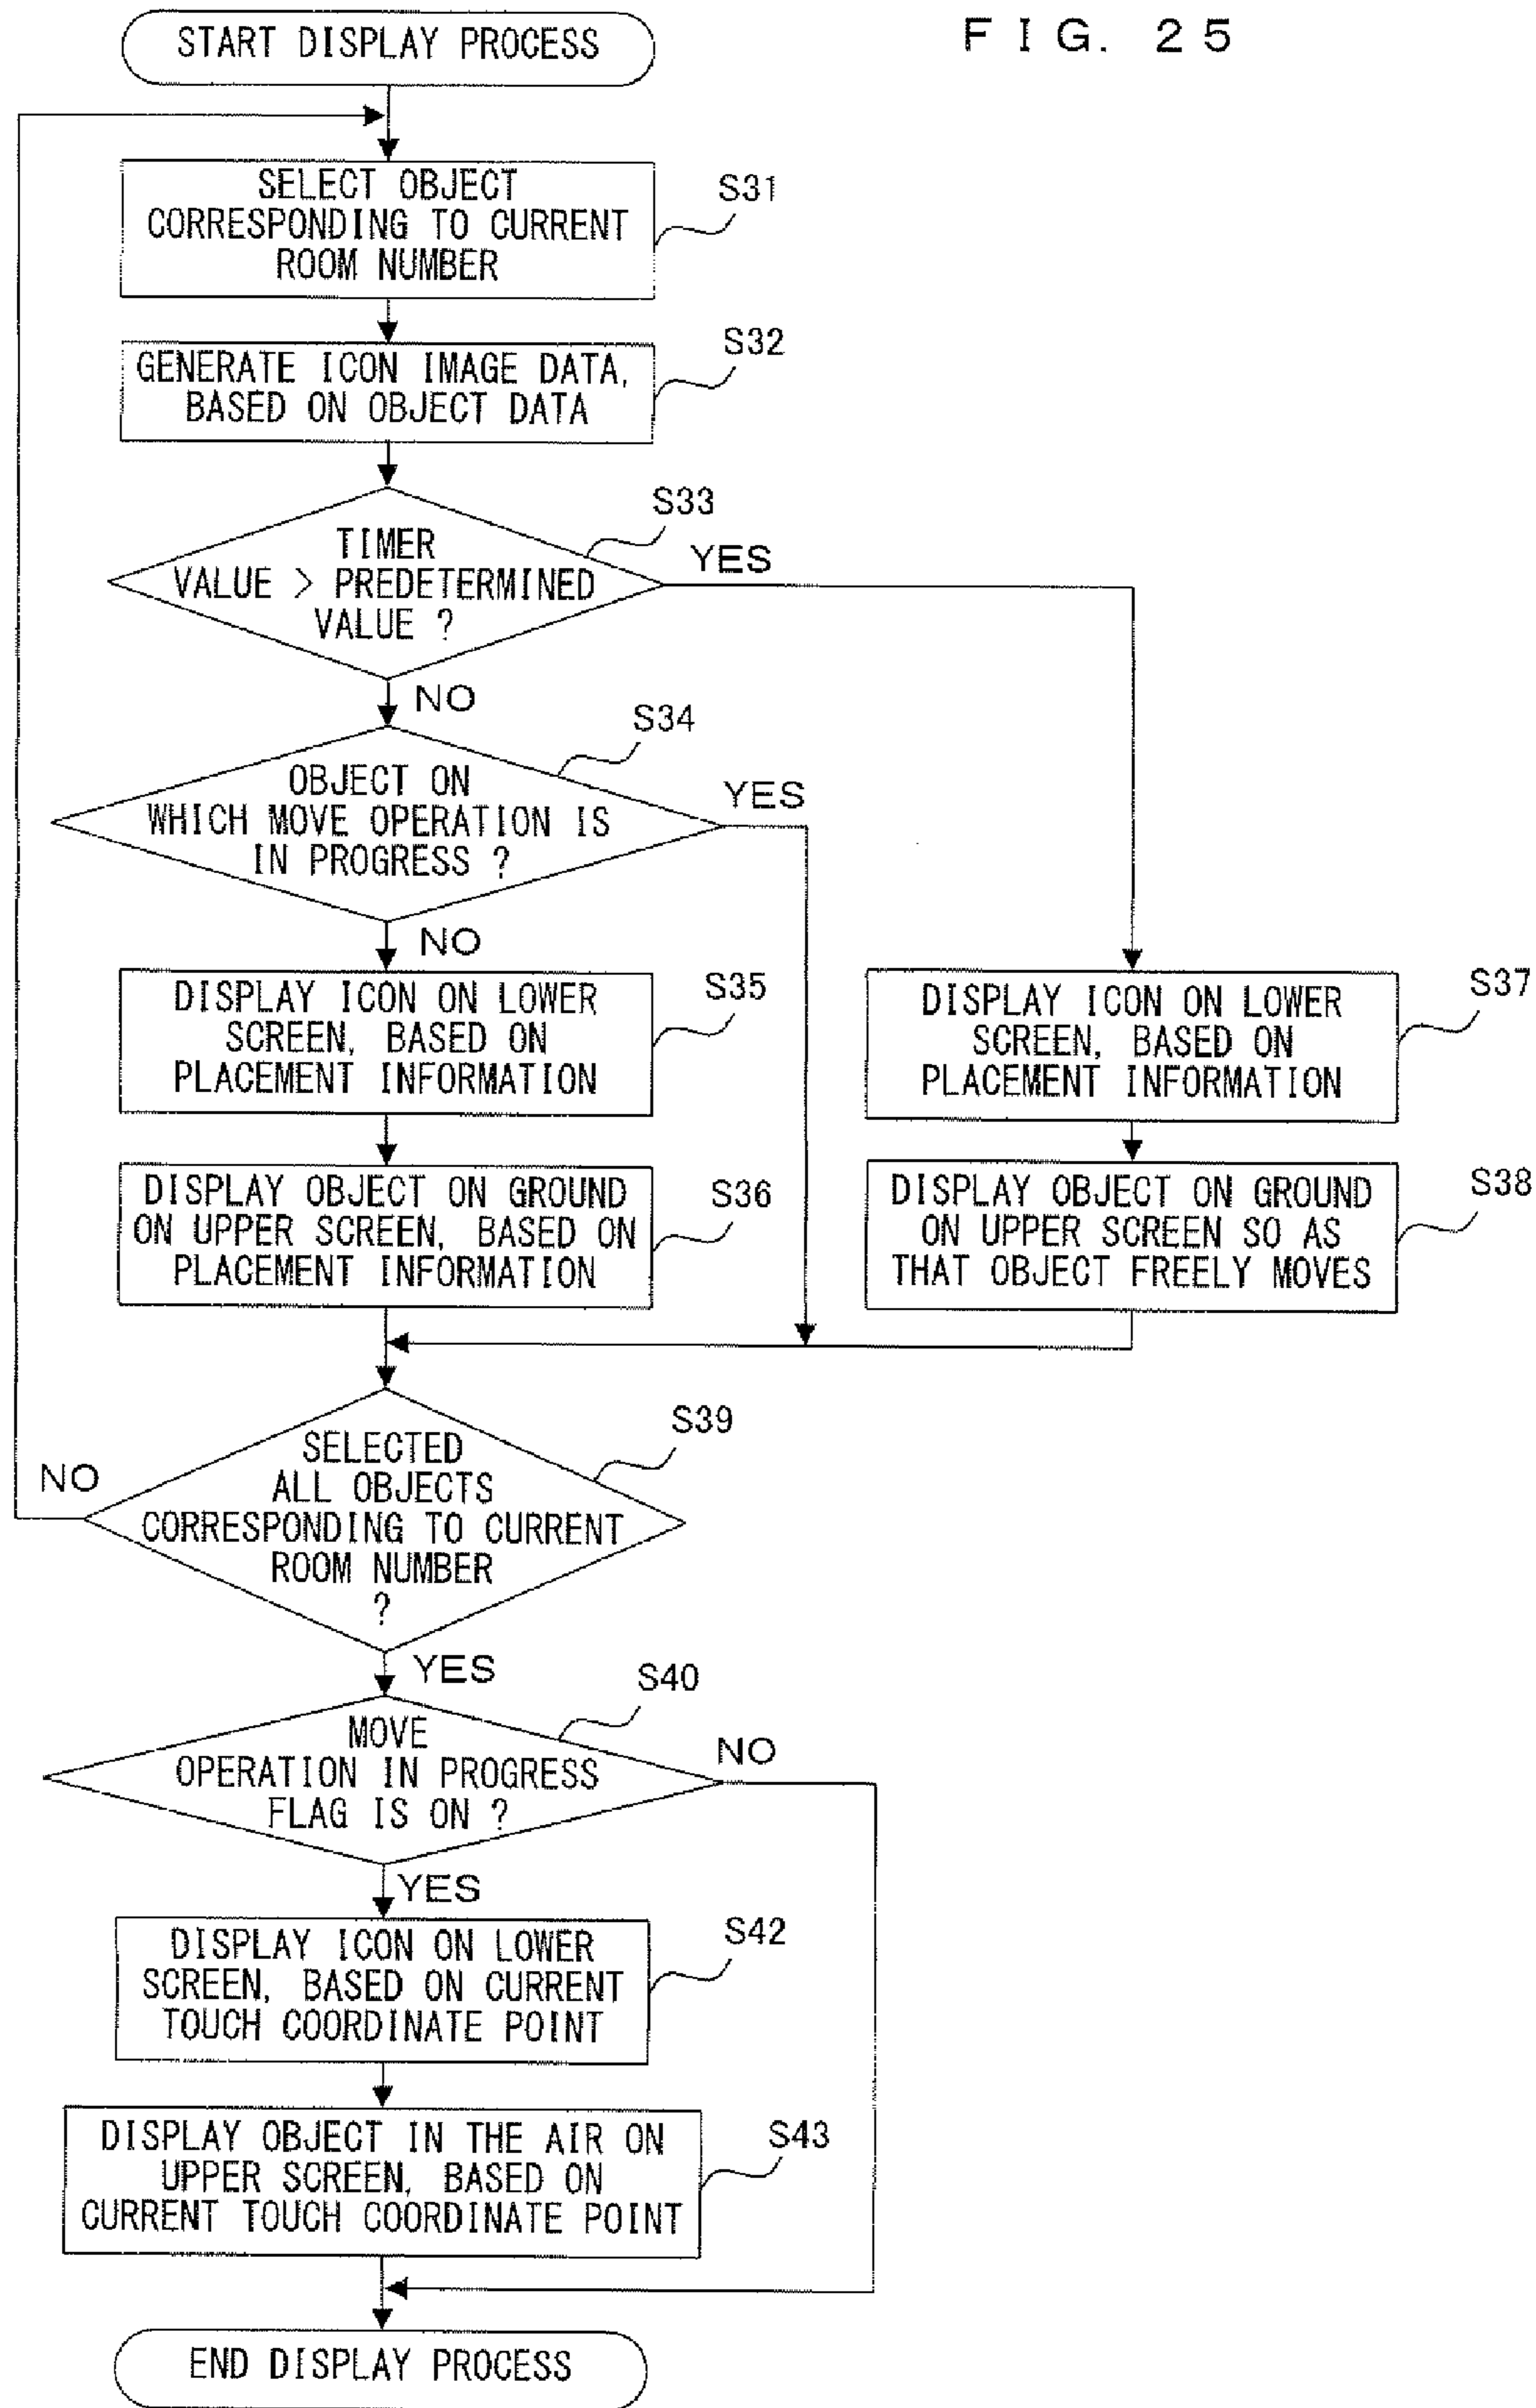 FIG. 25
START DISPLAY PROCESS
SELECT OBJECT
CORRESPONDING TO CURRENT
ROOM NUMBER
S31
GENERATE ICON IMAGE DATA,
BASED ON OBJECT DATA
S32
TIMER
VALUE > PREDETERMINED
VALUE ?
S33
YES
NO
OBJECT ON
WHICH MOVE OPERATION IS
IN PROGRESS ?
S34
YES
NO
DISPLAY ICON ON LOWER
SCREEN, BASED ON
PLACEMENT INFORMATION
S35
DISPLAY ICON ON LOWER
SCREEN, BASED ON
PLACEMENT INFORMATION
S37
DISPLAY OBJECT ON GROUND
ON UPPER SCREEN, BASED ON
PLACEMENT INFORMATION
S36
DISPLAY OBJECT ON GROUND
ON UPPER SCREEN SO AS
THAT OBJECT FREELY MOVES
S38
SELECTED
ALL OBJECTS
CORRESPONDING TO CURRENT
ROOM NUMBER
?
S39
NO
YES
MOVE
OPERATION IN PROGRESS
FLAG IS ON ?
S40
NO
YES
DISPLAY ICON ON LOWER
SCREEN, BASED ON CURRENT
TOUCH COORDINATE POINT
S42
DISPLAY OBJECT IN THE AIR ON
UPPER SCREEN, BASED ON
CURRENT TOUCH COORDINATE POINT
S43
END DISPLAY PROCESS